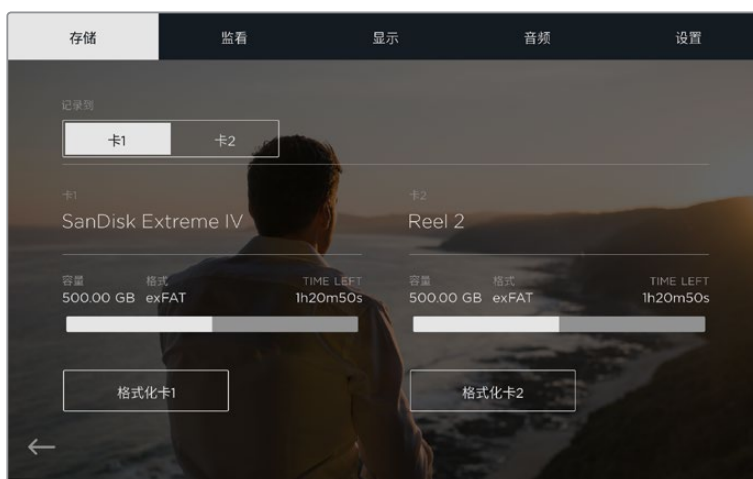 存储 监看 显示 音频 设置
记录到
卡1 卡2
卡1 卡2
SanDisk Extreme IV Reel 2
容量 格式 TIME LEFT 容量 格式 TIME LEFT
500.00 GB exFAT 1h20m50s 500.00 GB exFAT 1h20m50s
格式化卡1 格式化卡2